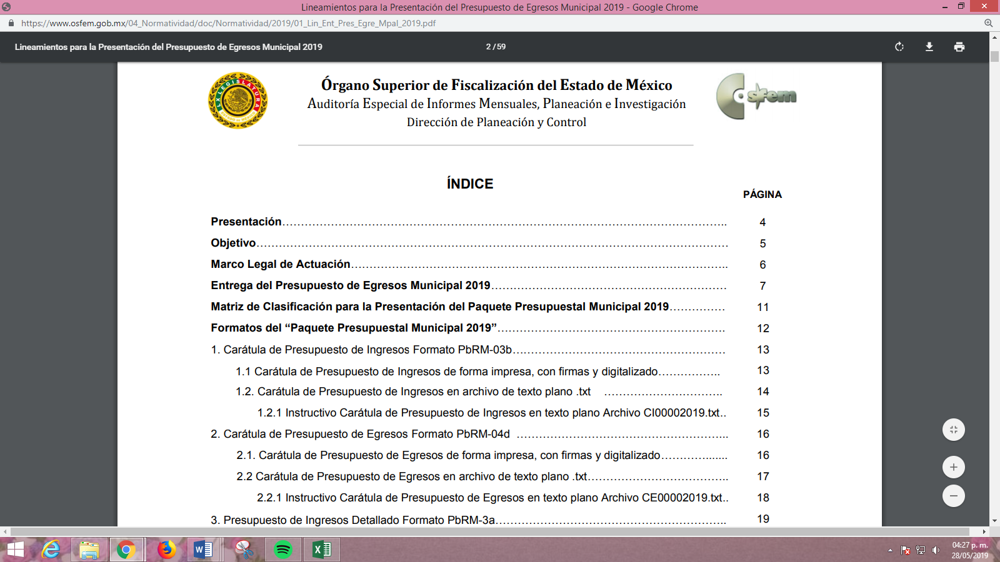 Lineamientos para la Presentación del Presupuesto de Egresos Municipal 2019 - Google Chrome
https://www.osfem.gob.mx/04_Normatividad/doc/Normatividad/2019/01_Lin_Ent_Pres_Egre_Mpal_2019.pdf
Lineamientos para la Presentación del Presupuesto de Egresos Municipal 2019
2 / 59
LX LEGISLATURA
ESTADO DE MÉXICO
Órgano Superior de Fiscalización del Estado de México
Auditoría Especial de Informes Mensuales, Planeación e Investigación
Dirección de Planeación y Control
osfem
ÍNDICE
PÁGINA
Presentación…………………………………………………………………………………………………………….. 4
Objetivo………………………………………………………………………………………………………………… 5
Marco Legal de Actuación………………………………………………………………………………………….. 6
Entrega del Presupuesto de Egresos Municipal 2019……………………………………………………… 7
Matriz de Clasificación para la Presentación del Paquete Presupuestal Municipal 2019…………… 11
Formatos del “Paquete Presupuestal Municipal 2019”……………………………………………………. 12
1. Carátula de Presupuesto de Ingresos Formato PbRM-03b………………………………………………… 13
1.1 Carátula de Presupuesto de Ingresos de forma impresa, con firmas y digitalizado…………….. 13
1.2. Carátula de Presupuesto de Ingresos en archivo de texto plano .txt ………………………….. 14
1.2.1 Instructivo Carátula de Presupuesto de Ingresos en texto plano Archivo CI00002019.txt.. 15
2. Carátula de Presupuesto de Egresos Formato PbRM-04d ……………………………………………….. 16
2.1. Carátula de Presupuesto de Egresos de forma impresa, con firmas y digitalizado…………....... 16
2.2 Carátula de Presupuesto de Egresos en archivo de texto plano .txt……………………………….. 17
2.2.1 Instructivo Carátula de Presupuesto de Egresos en texto plano Archivo CE00002019.txt.. 18
3. Presupuesto de Ingresos Detallado Formato PbRM-3a…………………………………………………….. 19
04:27 p. m.
28/05/2019